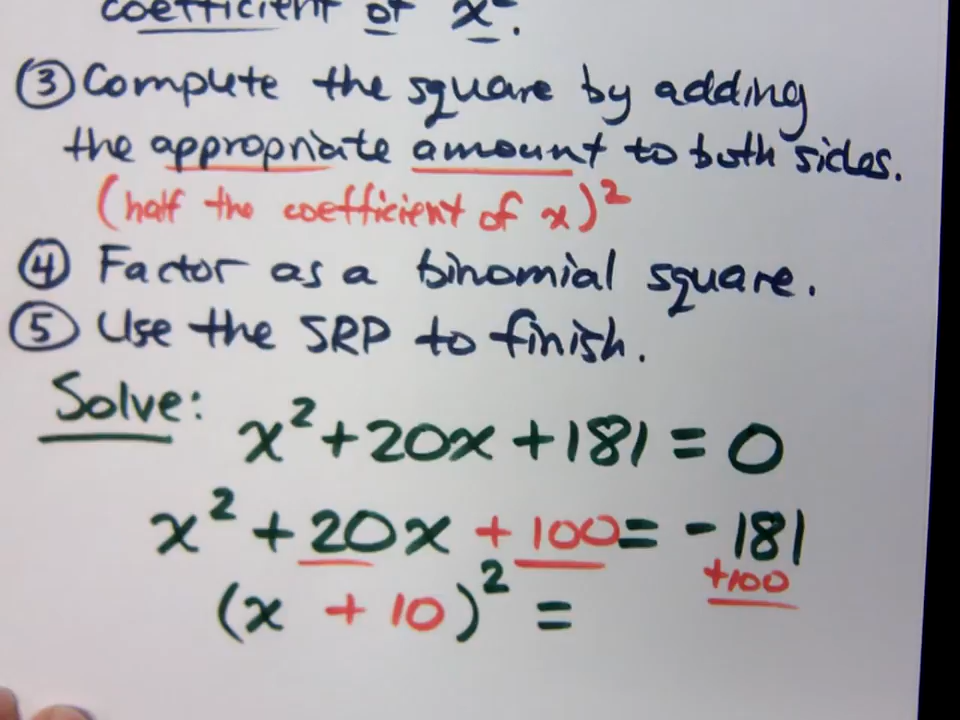 coefficient of x².
③ Compute the square by adding
the appropriate amount to both sides.
(half the coefficient of x)²
④ Factor as a binomial square.
⑤ Use the SRP to finish.
Solve:
x² + 20x + 181 = 0
x² + 20x + 100 = - 181
+100
(x + 10)² =